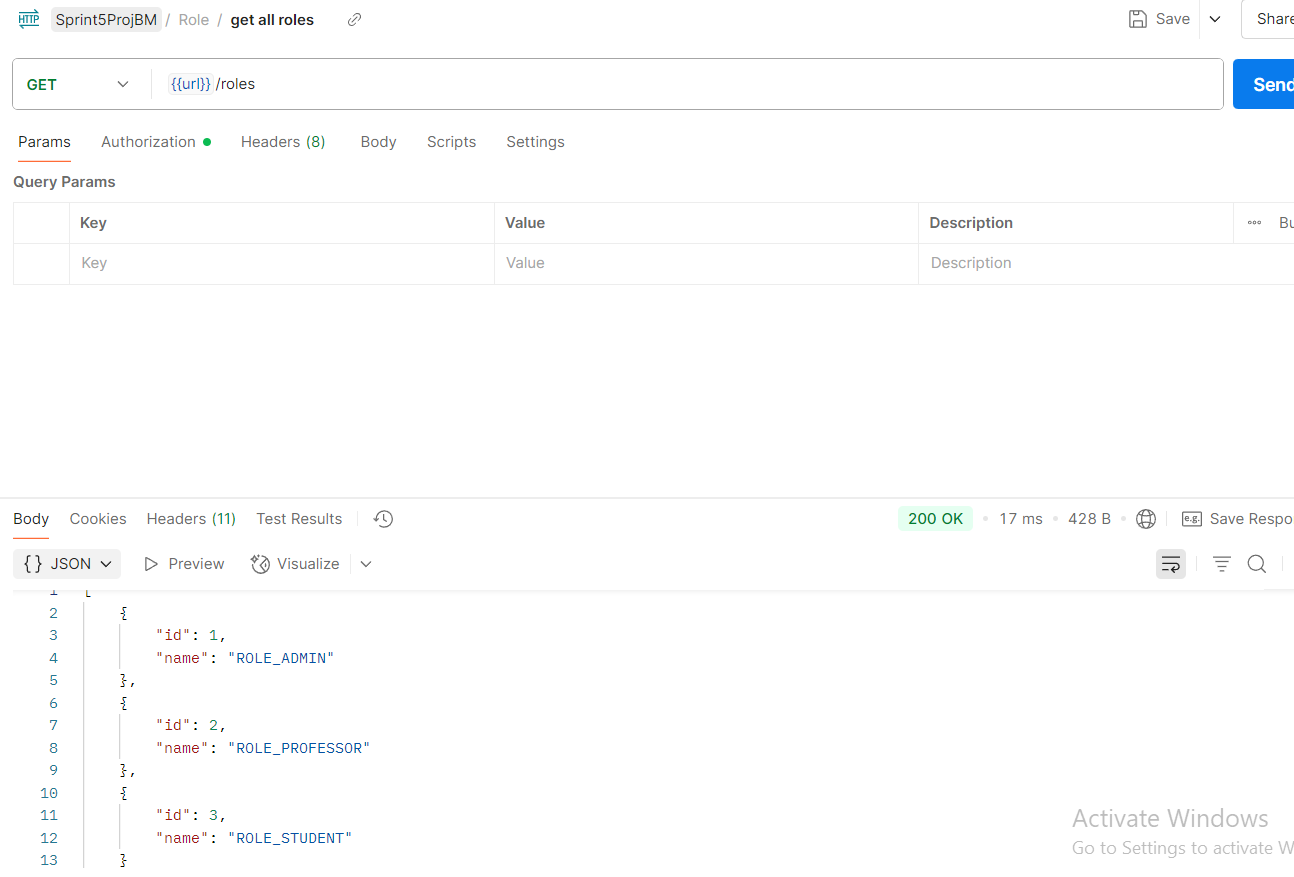 HTTP Sprint5ProjBM / Role / get all roles Save Share
GET {{url}} /roles Send
Params Authorization Headers (8) Body Scripts Settings
Query Params
Key Value Description ••• Bu
Key Value Description
Body Cookies Headers (11) Test Results 200 OK • 17 ms • 428 B • e.g. Save Respo
{} JSON Preview Visualize
1 [
2 {
3 "id": 1,
4 "name": "ROLE_ADMIN"
5 },
6 {
7 "id": 2,
8 "name": "ROLE_PROFESSOR"
9 },
10 {
11 "id": 3,
12 "name": "ROLE_STUDENT"
13 }
Activate Windows
Go to Settings to activate W